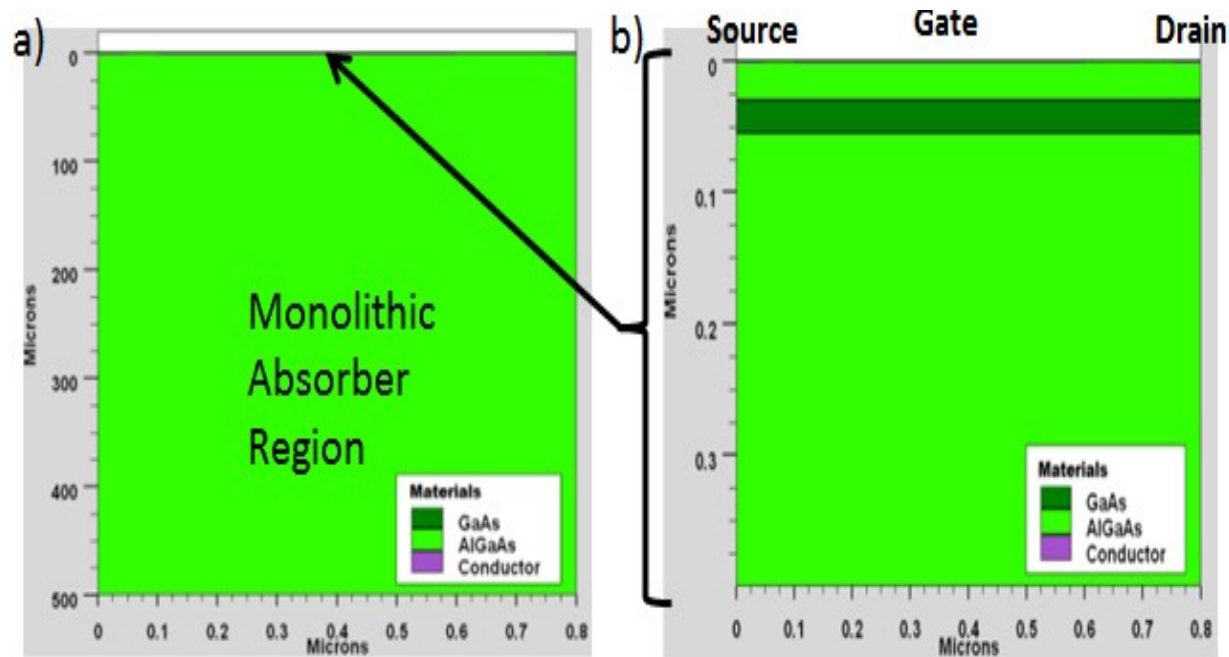 a)
0
100
200
300
400
500
Microns
Monolithic
Absorber
Region
Materials
GaAs
AlGaAs
Conductor
0 0.1 0.2 0.3 0.4 0.5 0.6 0.7 0.8
Microns
b)
Source Gate Drain
0
0.1
0.2
0.3
Microns
Materials
GaAs
AlGaAs
Conductor
0 0.1 0.2 0.3 0.4 0.5 0.6 0.7 0.8
Microns